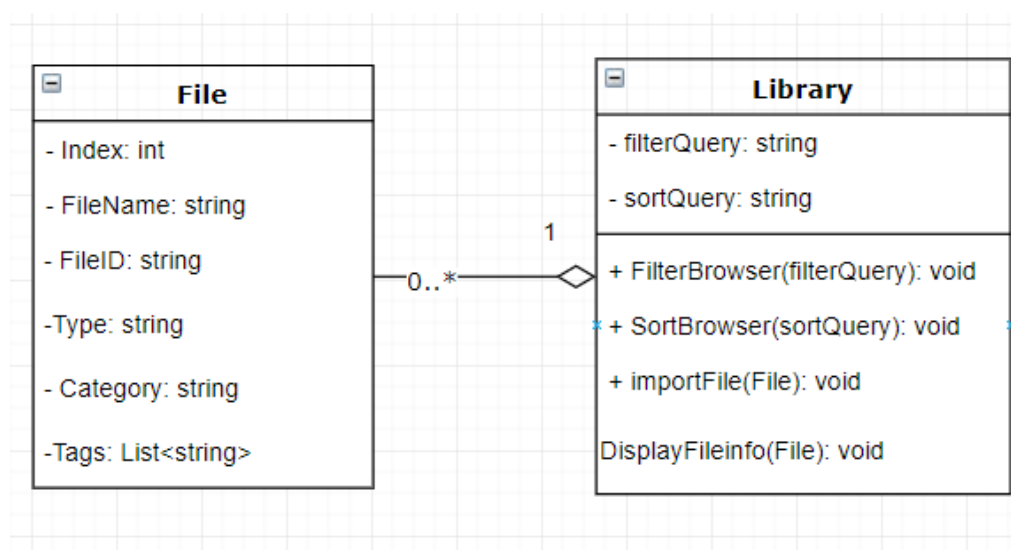 File
- Index: int
- FileName: string
- FileID: string
-Type: string
- Category: string
-Tags: List<string>
0..*
1
Library
- filterQuery: string
- sortQuery: string
+ FilterBrowser(filterQuery): void
+ SortBrowser(sortQuery): void
+ importFile(File): void
DisplayFileinfo(File): void